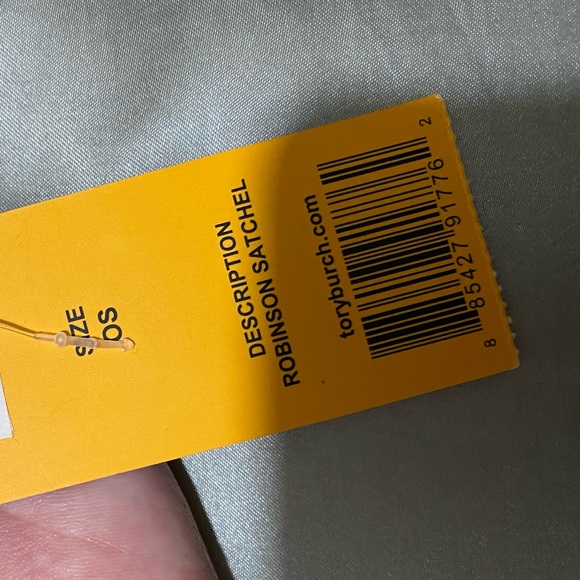 SIZE
OS
DESCRIPTION
ROBINSON SATCHEL
toryburch.com
8 85427 91776 2